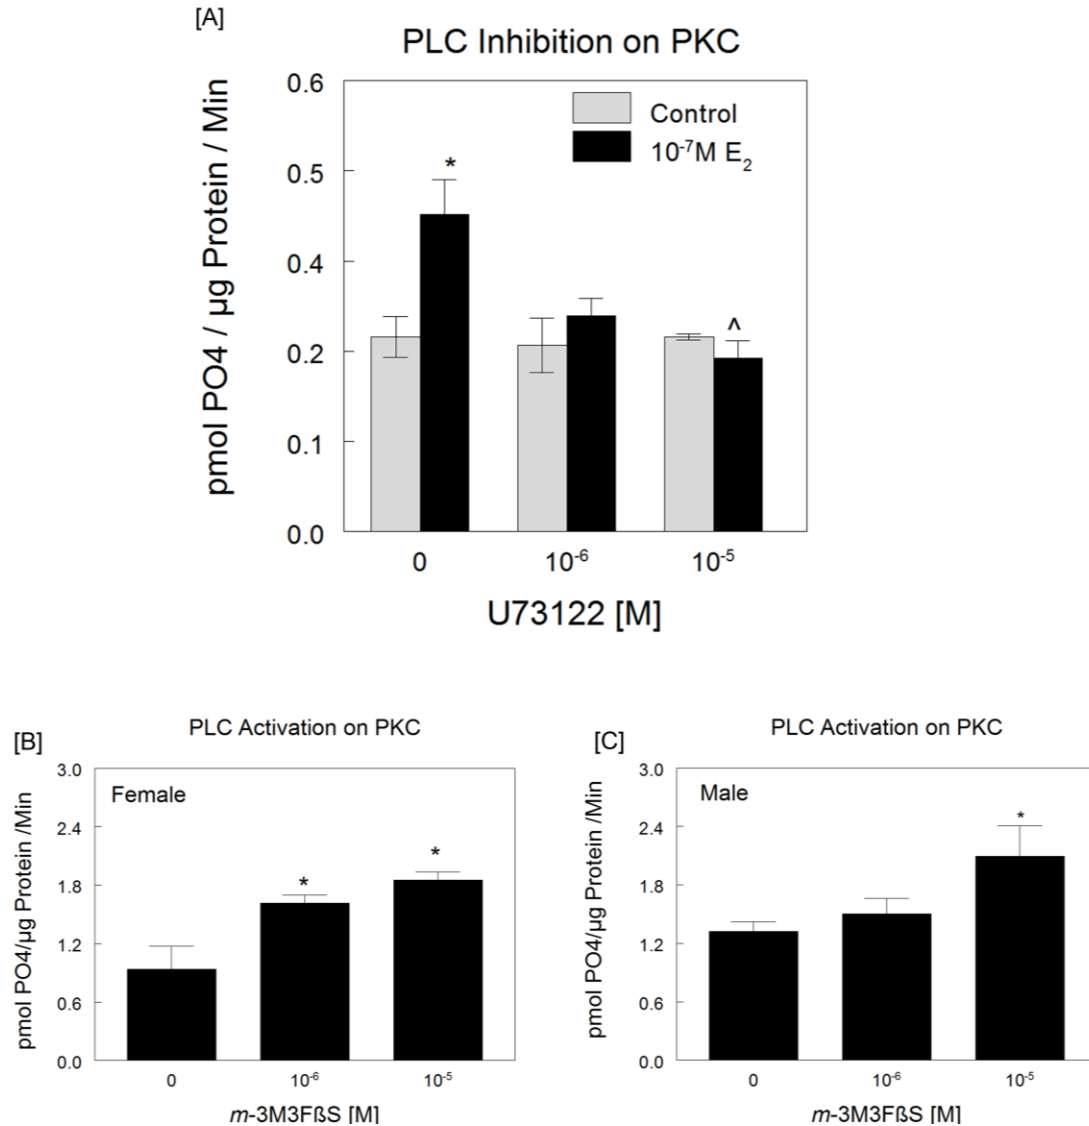 [A]
PLC Inhibition on PKC
pmol PO4 / µg Protein / Min
0.6
0.5
0.4
0.2
0.1
0.0
Control
10⁻⁷M E₂
*
^
0
10⁻⁶
10⁻⁵
U73122 [M]
[B]
PLC Activation on PKC
pmol PO4/µg Protein /Min
3.0
2.4
1.8
1.2
0.6
0.0
Female
*
*
0
10⁻⁶
10⁻⁵
m-3M3FßS [M]
[C]
PLC Activation on PKC
pmol PO4/µg Protein /Min
3.0
2.4
1.8
1.2
0.6
0.0
Male
*
0
10⁻⁶
10⁻⁵
m-3M3FßS [M]